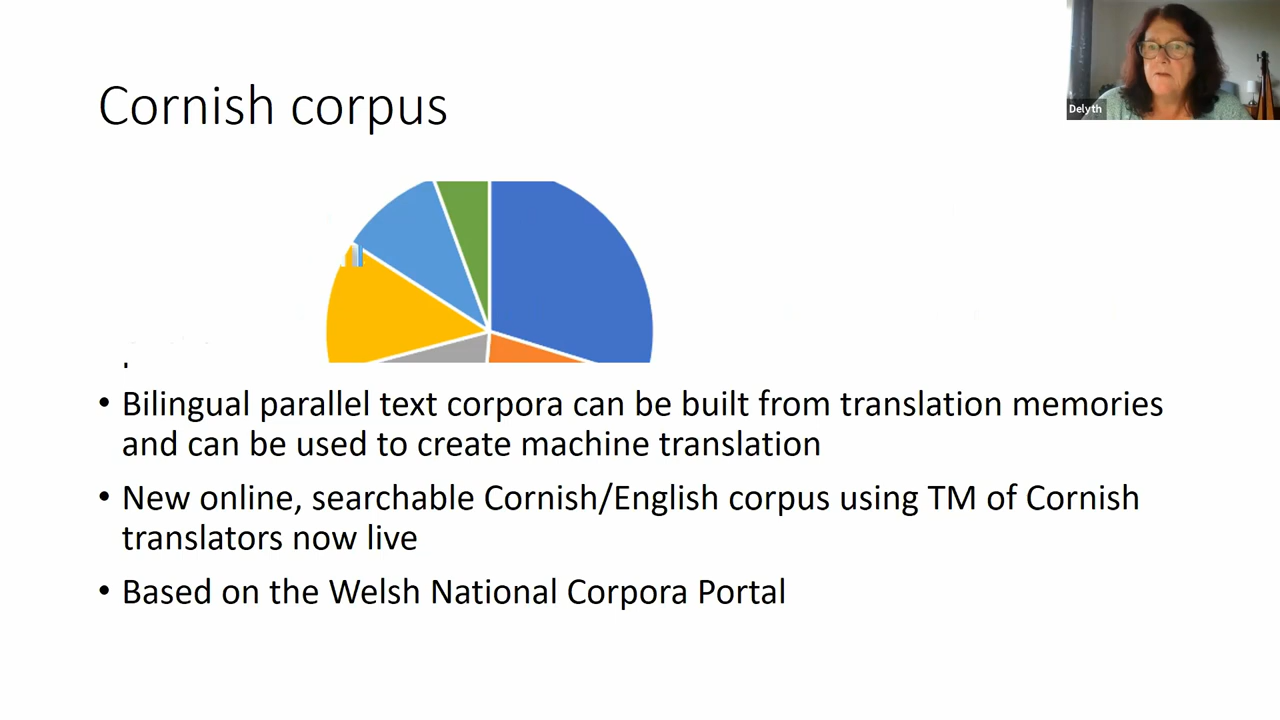 Cornish corpus
Delyth
• Bilingual parallel text corpora can be built from translation memories
and can be used to create machine translation
• New online, searchable Cornish/English corpus using TM of Cornish
translators now live
• Based on the Welsh National Corpora Portal